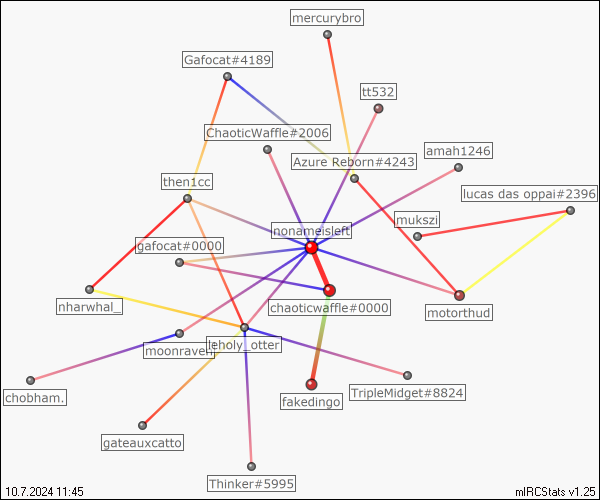 mercurybro
Gafocat#4189
tt532
ChaoticWaffle#2006
amah1246
Azure Reborn#4243
then1cc
lucas das oppai#2396
mukszi
nonameisleft
gafocat#0000
nharwhal_
chaoticwaffle#0000
motorthud
moonraven
leholy_otter
chobham.
TripleMidget#8824
fakedingo
gateauxcatto
Thinker#5995
10.7.2024 11:45
mIRCStats v1.25